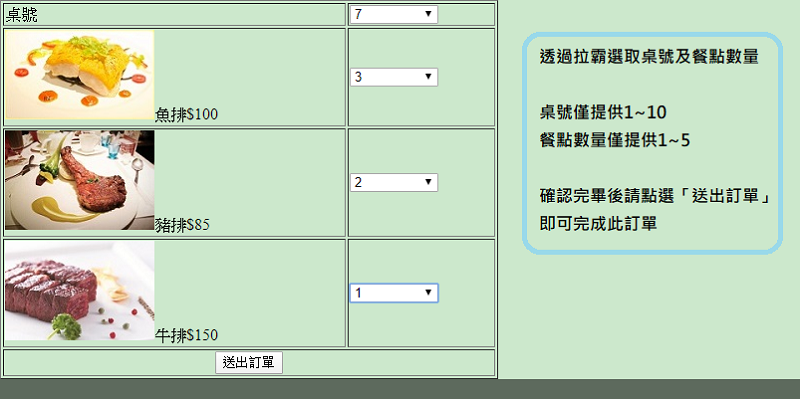 桌號 7
魚排$100 3
豬排$85 2
牛排$150 1
送出訂單
透過拉霸選取桌號及餐點數量
桌號僅提供1~10
餐點數量僅提供1~5
確認完畢後請點選「送出訂單」
即可完成此訂單